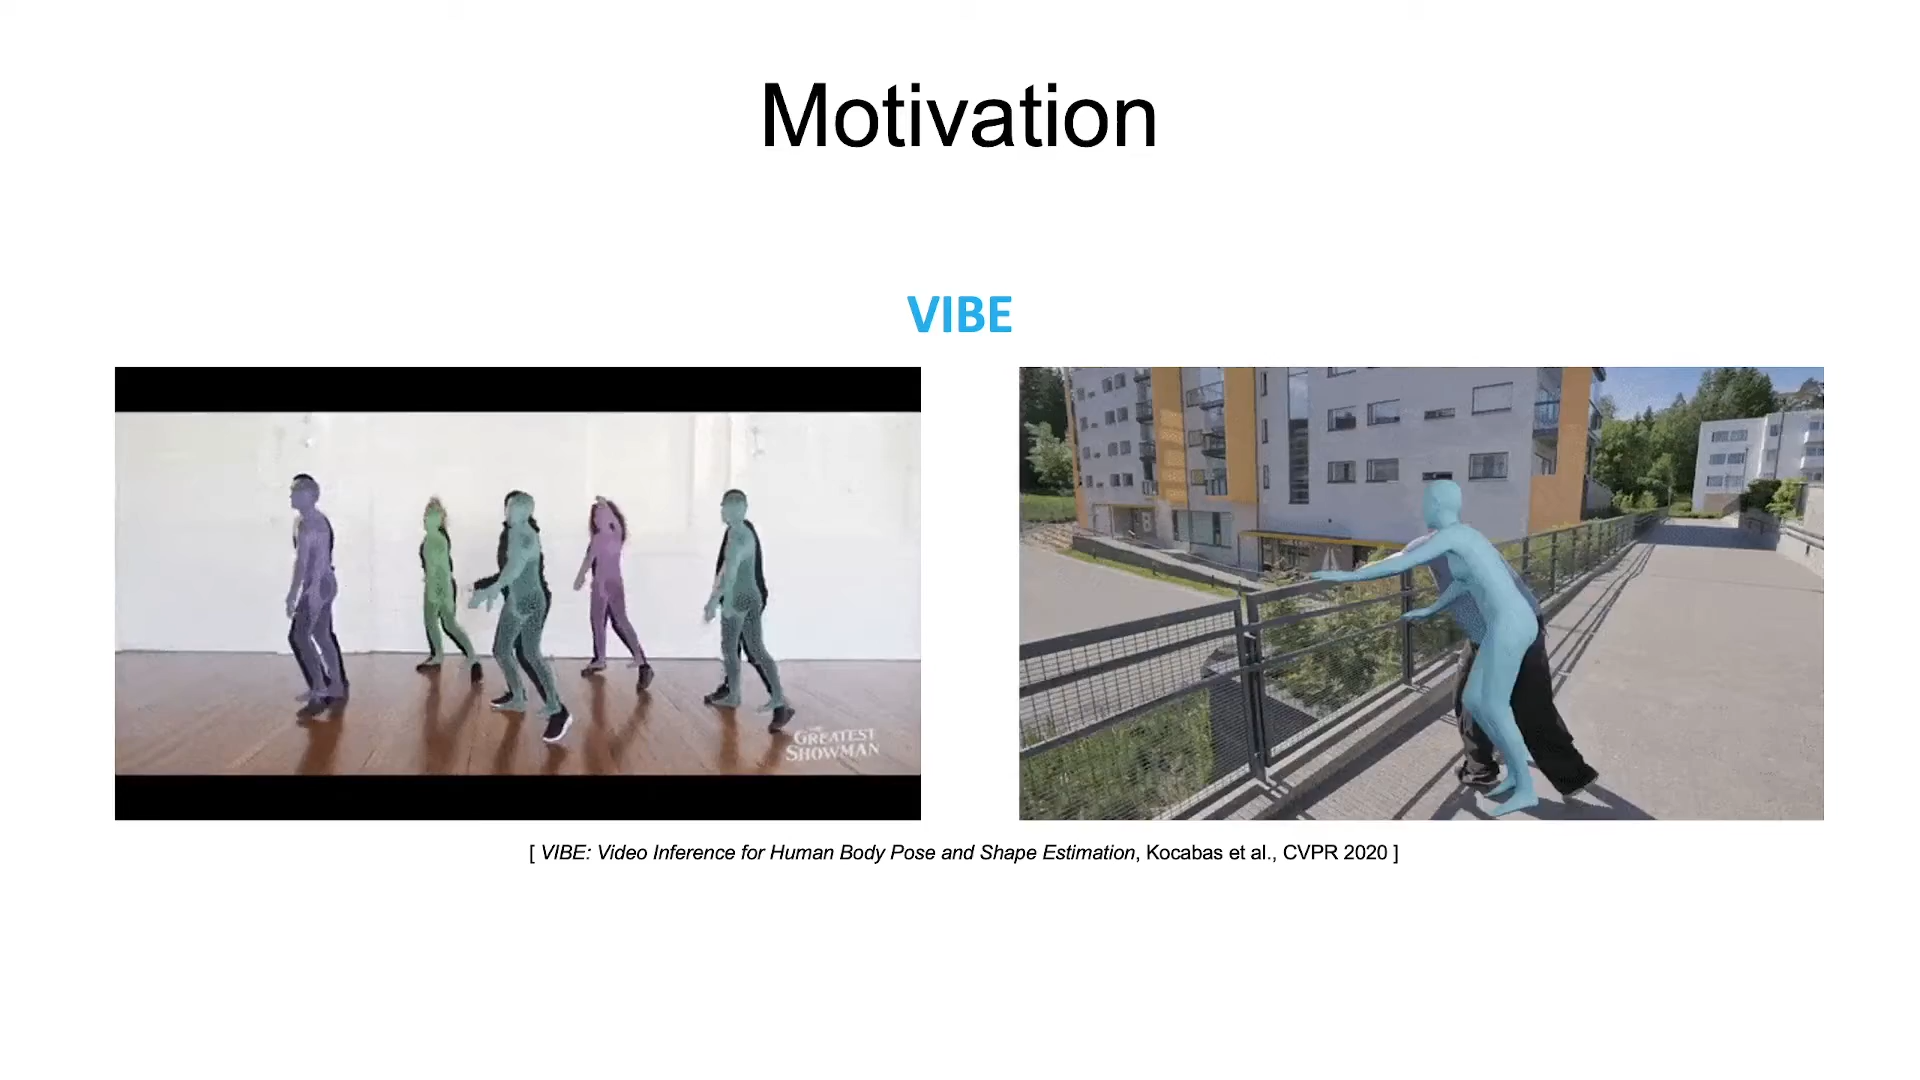 Motivation
VIBE
GREATEST
SHOWMAN
[ VIBE: Video Inference for Human Body Pose and Shape Estimation, Kocabas et al., CVPR 2020 ]